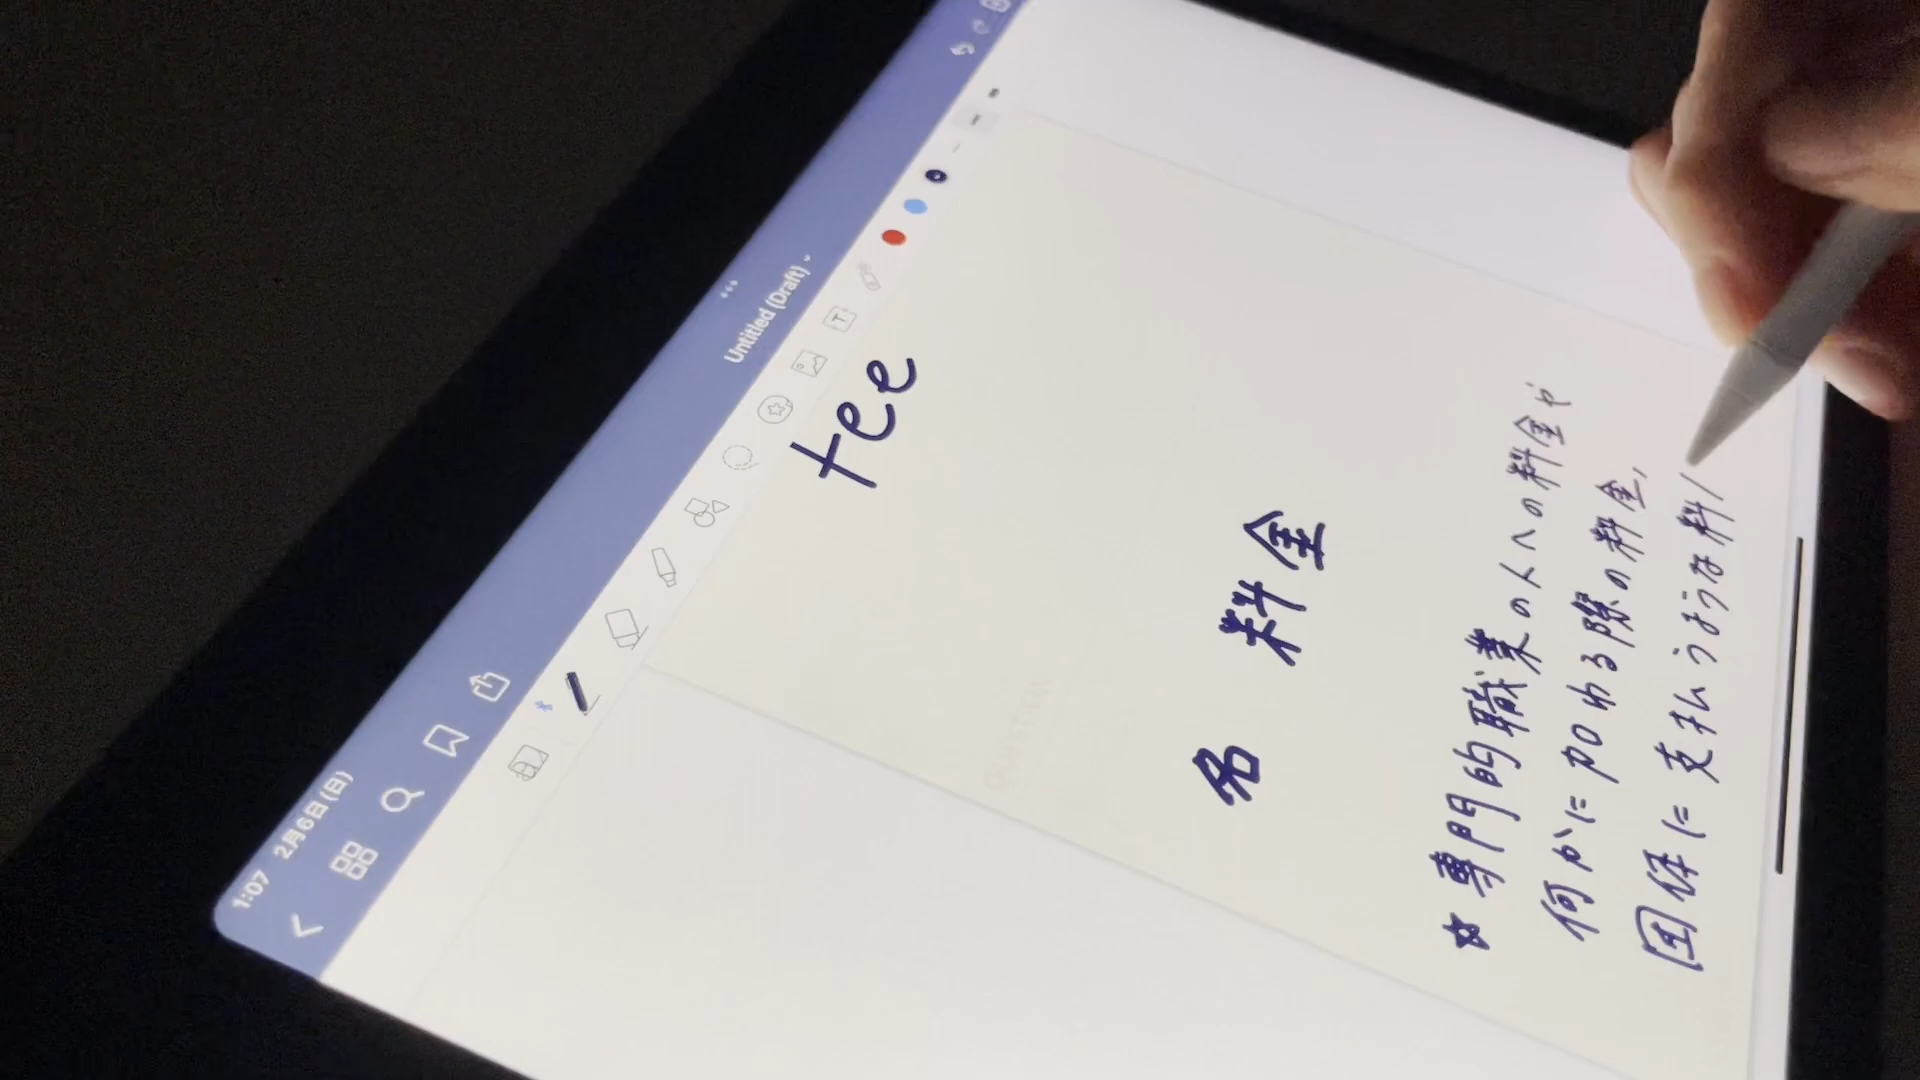 1:07 2月6日(日)
Untitled (Draft)
tee
名 料金
☆専門的職業の人への料金や
何かに加わる際の料金,
団体に支払うような料